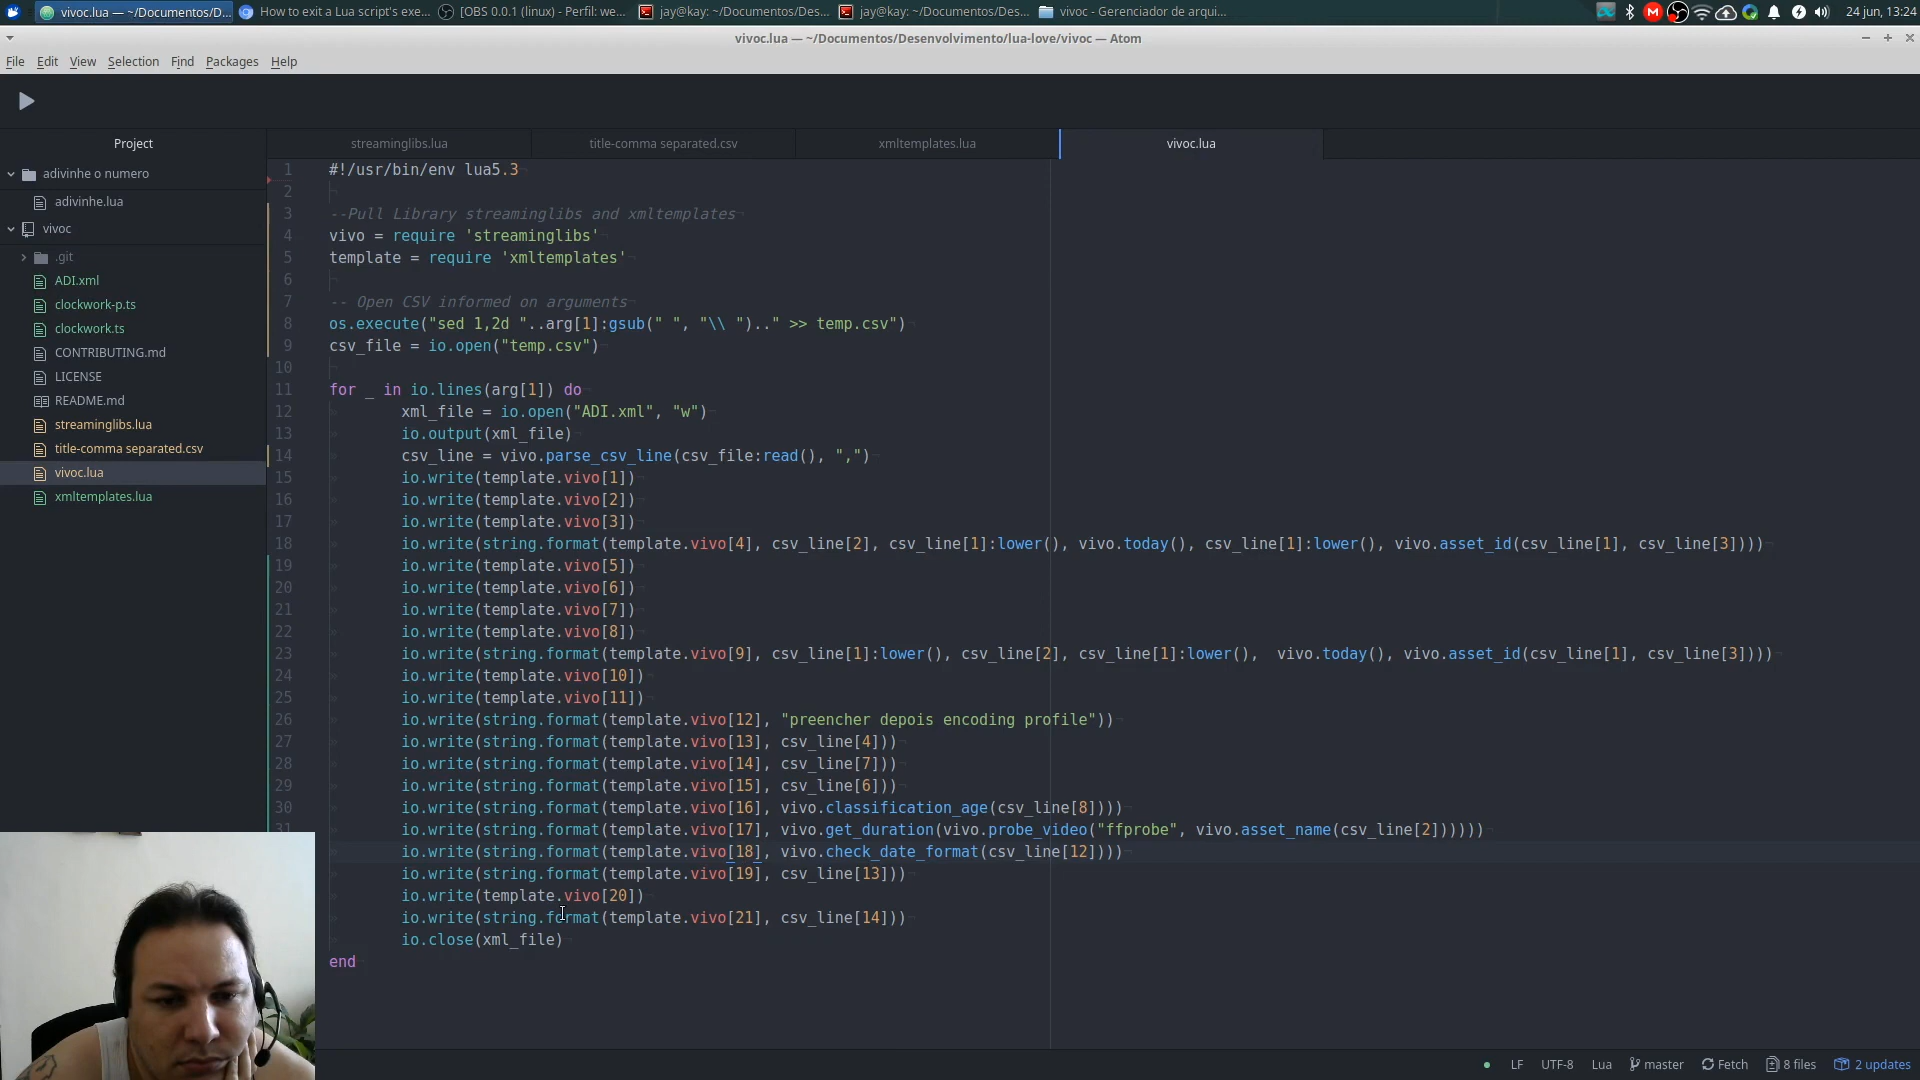 vivoc.lua — ~/Documentos/D...
How to exit a Lua script's exe...
[OBS 0.0.1 (linux) - Perfil: we...
jay@kay: ~/Documentos/Des...
jay@kay: ~/Documentos/Des...
vivoc - Gerenciador de arqui...
24 jun, 13:24
vivoc.lua — ~/Documentos/Desenvolvimento/lua-love/vivoc — Atom
File Edit View Selection Find Packages Help
Project
streaminglibs.lua
title-comma separated.csv
xmltemplates.lua
vivoc.lua
adivinhe o numero
adivinhe.lua
vivoc
.git
ADI.xml
clockwork-p.ts
clockwork.ts
CONTRIBUTING.md
LICENSE
README.md
streaminglibs.lua
title-comma separated.csv
vivoc.lua
xmltemplates.lua
1 #!/usr/bin/env lua5.3
2
3 --Pull Library streaminglibs and xmltemplates
4 vivo = require 'streaminglibs'
5 template = require 'xmltemplates'
6
7 -- Open CSV informed on arguments
8 os.execute("sed 1,2d "..arg[1]:gsub(" ", "\\ ").." >> temp.csv")
9 csv_file = io.open("temp.csv")
10
11 for _ in io.lines(arg[1]) do
12 xml_file = io.open("ADI.xml", "w")
13 io.output(xml_file)
14 csv_line = vivo.parse_csv_line(csv_file:read(), ",")
15 io.write(template.vivo[1])
16 io.write(template.vivo[2])
17 io.write(template.vivo[3])
18 io.write(string.format(template.vivo[4], csv_line[2], csv_line[1]:lower(), vivo.today(), csv_line[1]:lower(), vivo.asset_id(csv_line[1], csv_line[3])))
19 io.write(template.vivo[5])
20 io.write(template.vivo[6])
21 io.write(template.vivo[7])
22 io.write(template.vivo[8])
23 io.write(string.format(template.vivo[9], csv_line[1]:lower(), csv_line[2], csv_line[1]:lower(),  vivo.today(), vivo.asset_id(csv_line[1], csv_line[3])))
24 io.write(template.vivo[10])
25 io.write(template.vivo[11])
26 io.write(string.format(template.vivo[12], "preencher depois encoding profile"))
27 io.write(string.format(template.vivo[13], csv_line[4]))
28 io.write(string.format(template.vivo[14], csv_line[7]))
29 io.write(string.format(template.vivo[15], csv_line[6]))
30 io.write(string.format(template.vivo[16], vivo.classification_age(csv_line[8])))
31 io.write(string.format(template.vivo[17], vivo.get_duration(vivo.probe_video("ffprobe", vivo.asset_name(csv_line[2])))))
io.write(string.format(template.vivo[18], vivo.check_date_format(csv_line[12])))
io.write(string.format(template.vivo[19], csv_line[13]))
io.write(template.vivo[20])
io.write(string.format(template.vivo[21], csv_line[14]))
io.close(xml_file)
end
LF UTF-8 Lua master Fetch 8 files 2 updates